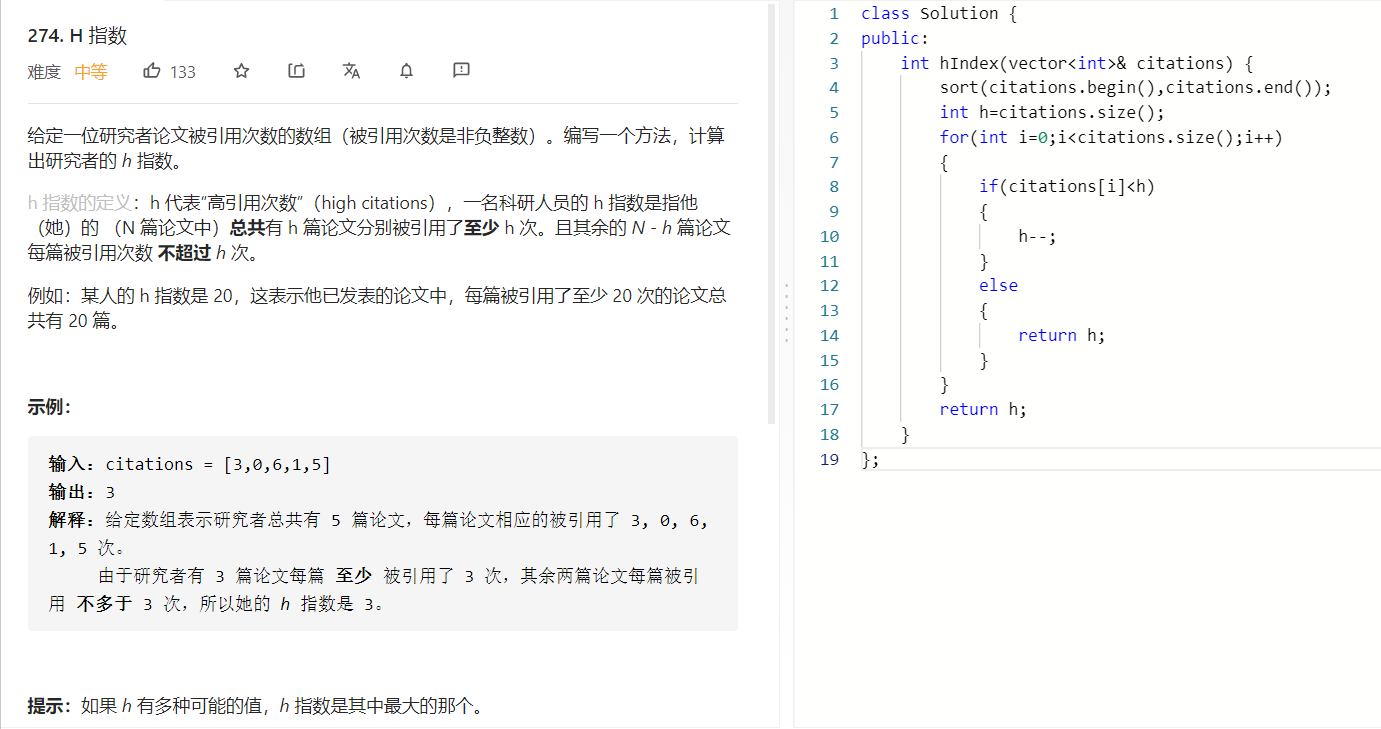 274. H 指数
难度 中等 133
给定一位研究者论文被引用次数的数组（被引用次数是非负整数）。编写一个方法，计算
出研究者的 h 指数。
h 指数的定义：h 代表“高引用次数”（high citations），一名科研人员的 h 指数是指他
（她）的 （N 篇论文中）总共有 h 篇论文分别被引用了至少 h 次。且其余的 N - h 篇论文
每篇被引用次数 不超过 h 次。
例如：某人的 h 指数是 20，这表示他已发表的论文中，每篇被引用了至少 20 次的论文总
共有 20 篇。
示例：
输入：citations = [3,0,6,1,5]
输出：3
解释：给定数组表示研究者总共有 5 篇论文，每篇论文相应的被引用了 3, 0, 6,
1, 5 次。
由于研究者有 3 篇论文每篇 至少 被引用了 3 次，其余两篇论文每篇被引
用 不多于 3 次，所以她的 h 指数是 3。
提示：如果 h 有多种可能的值，h 指数是其中最大的那个。
1 class Solution {
2 public:
3 int hIndex(vector<int>& citations) {
4 sort(citations.begin(),citations.end());
5 int h=citations.size();
6 for(int i=0;i<citations.size();i++)
7 {
8 if(citations[i]<h)
9 {
10 h--;
11 }
12 else
13 {
14 return h;
15 }
16 }
17 return h;
18 }
19 };